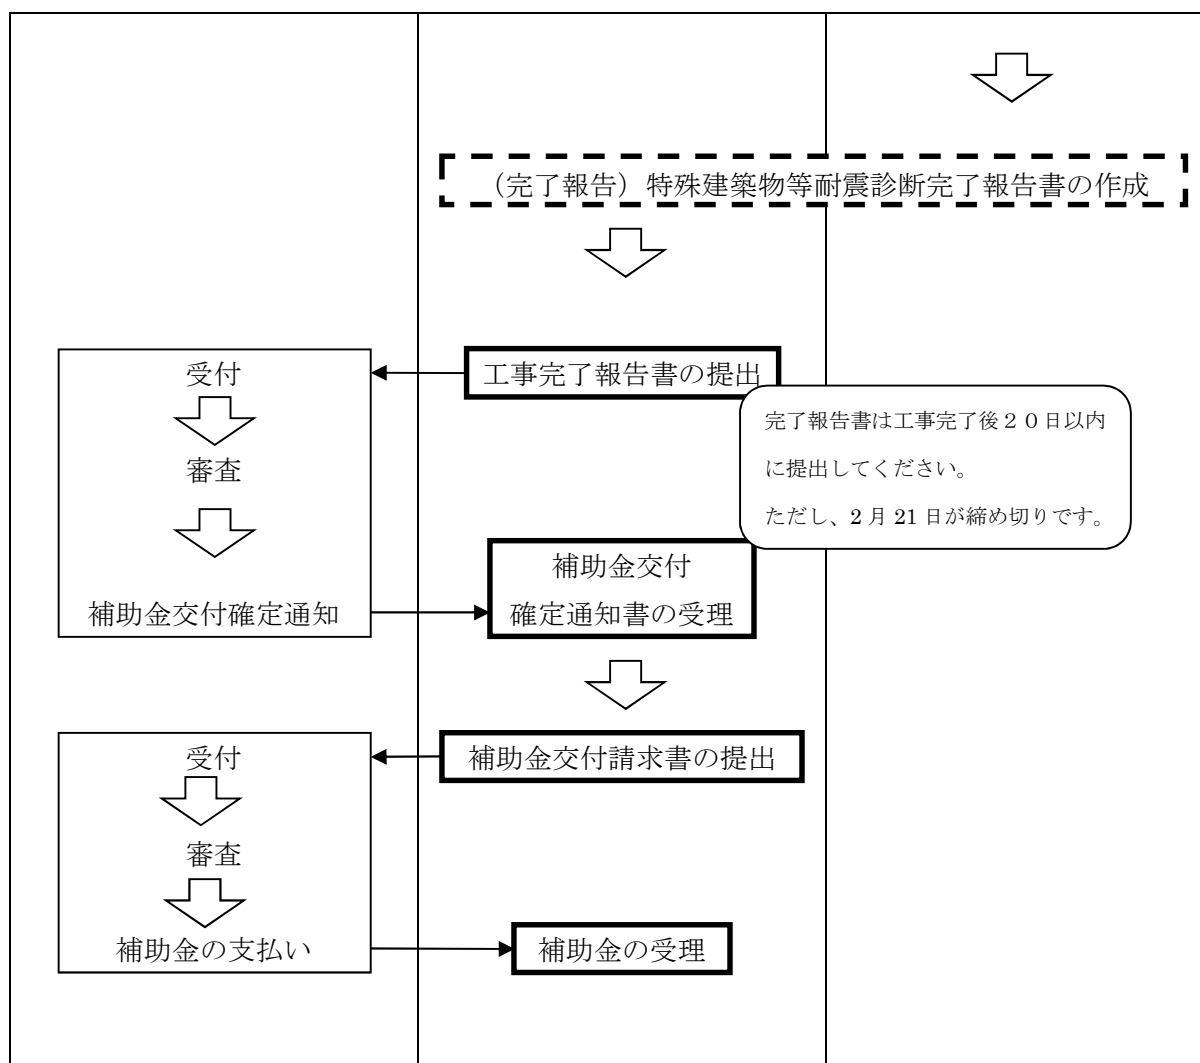 (完了報告)特殊建築物等耐震診断完了報告書の作成
受付
工事完了報告書の提出
完了報告書は工事完了後20日以内
に提出してください。
ただし、2月21日が締め切りです。
審査
補助金交付
確定通知書の受理
補助金交付確定通知
受付
補助金交付請求書の提出
審査
補助金の支払い
補助金の受理